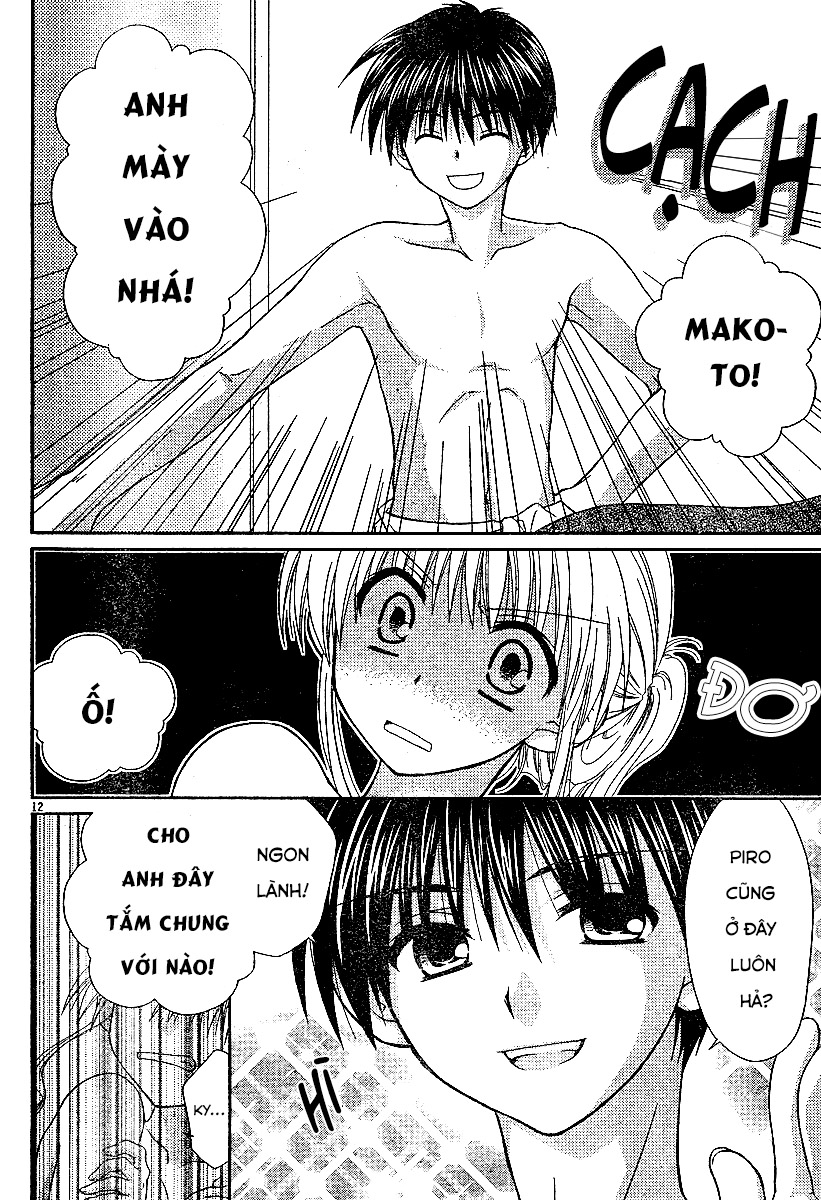 CẠCH
MAKO-
TO!
ANH
MÀY
VÀO
NHÁ!
ĐƠ
Ố!
12
PIRO
CŨNG
Ở ĐÂY
LUÔN
HẢ?
HÌ
NGON
LÀNH!
CHO
ANH ĐÂY
TẮM CHUNG
VỚI NÀO!
KY...